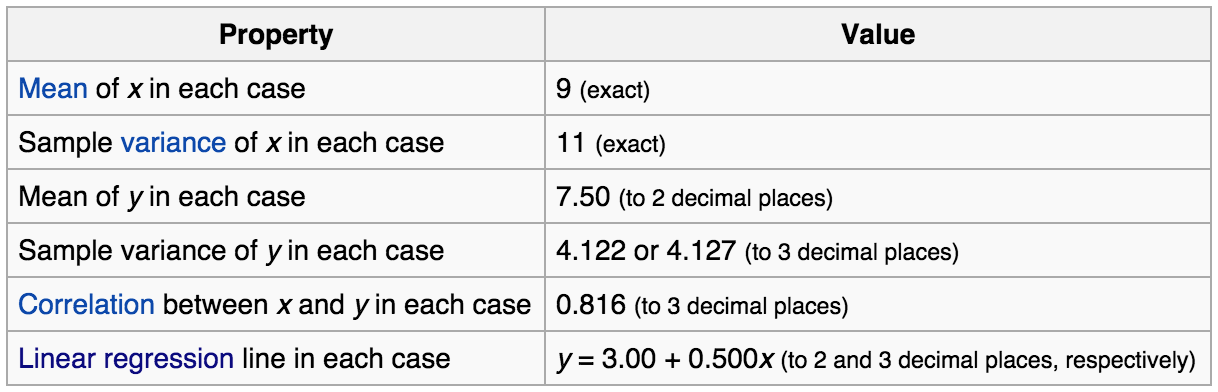 Property Value
Mean of x in each case 9 (exact)
Sample variance of x in each case 11 (exact)
Mean of y in each case 7.50 (to 2 decimal places)
Sample variance of y in each case 4.122 or 4.127 (to 3 decimal places)
Correlation between x and y in each case 0.816 (to 3 decimal places)
Linear regression line in each case y = 3.00 + 0.500x (to 2 and 3 decimal places, respectively)